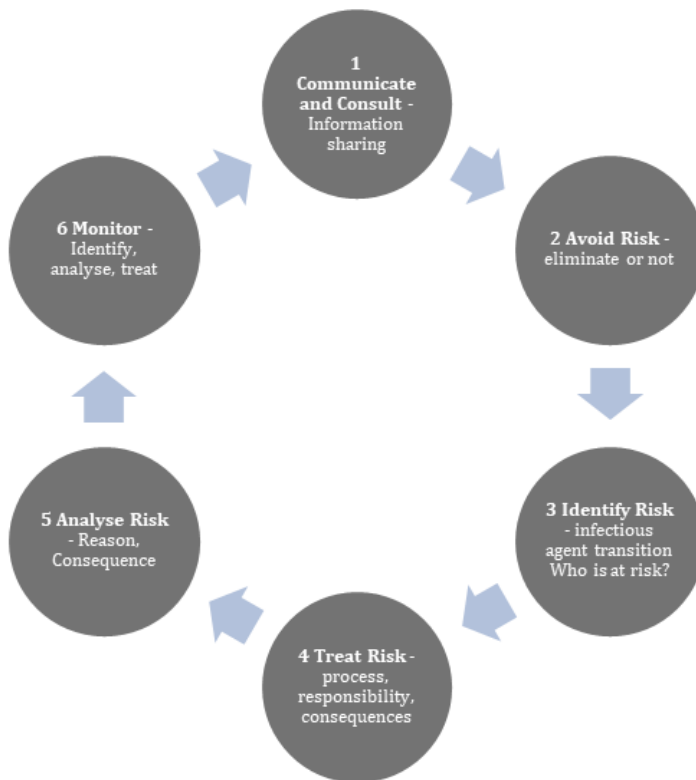 1
Communicate
and Consult -
Information
sharing
2 Avoid Risk -
eliminate or not
3 Identify Risk
- infectious
agent transition
Who is at risk?
4 Treat Risk -
process,
responsibility,
consequences
5 Analyse Risk
- Reason,
Consequence
6 Monitor -
Identify,
analyse, treat